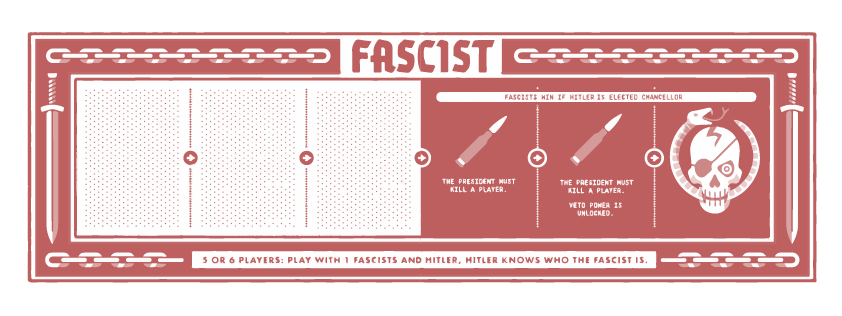 FASCIST
FASCISTS WIN IF HITLER IS ELECTED CHANCELLOR
THE PRESIDENT MUST
KILL A PLAYER.
THE PRESIDENT MUST
KILL A PLAYER.
VETO POWER IS
UNLOCKED.
5 OR 6 PLAYERS: PLAY WITH 1 FASCISTS AND HITLER, HITLER KNOWS WHO THE FASCIST IS.